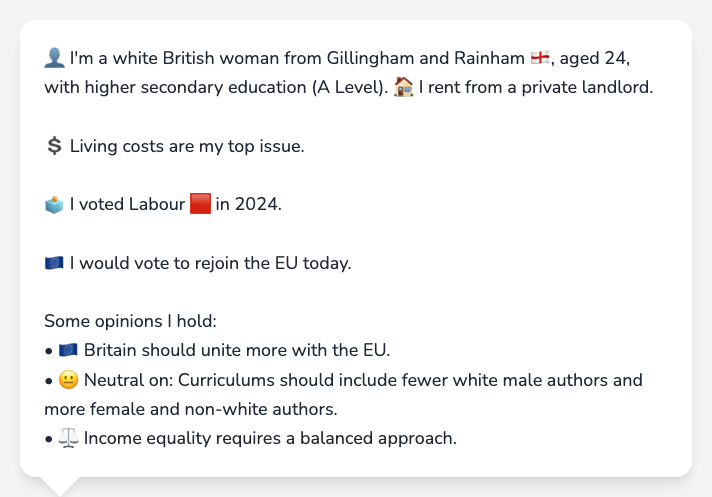 👤 I'm a white British woman from Gillingham and Rainham 🏴󠁧󠁢󠁥󠁮󠁧󠁿, aged 24,
with higher secondary education (A Level). 🏠 I rent from a private landlord.
💲 Living costs are my top issue.
🗳️ I voted Labour 🟥 in 2024.
🇪🇺 I would vote to rejoin the EU today.
Some opinions I hold:
• 🇪🇺 Britain should unite more with the EU.
• 😐 Neutral on: Curriculums should include fewer white male authors and
more female and non-white authors.
• ⚖️ Income equality requires a balanced approach.